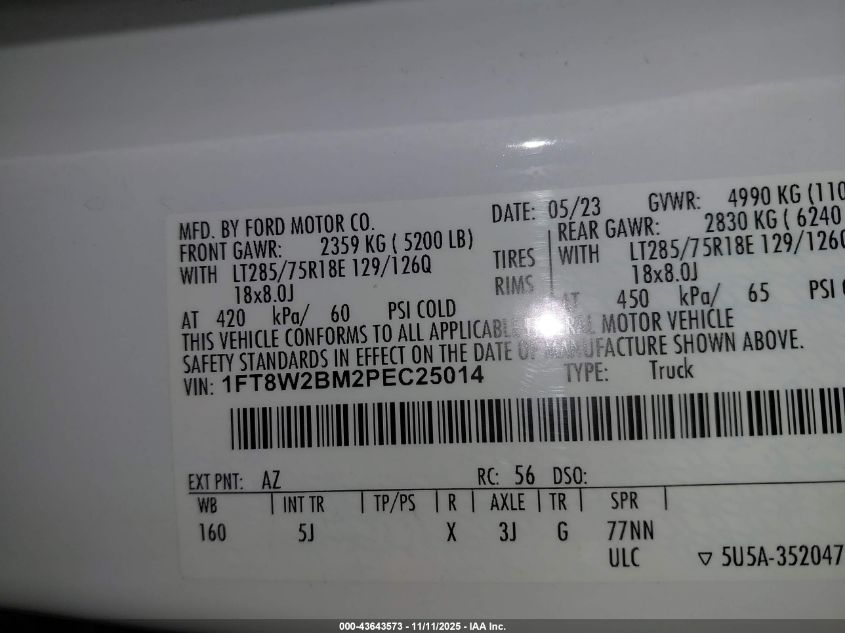 MFD. BY FORD MOTOR CO. DATE: 05/23 GVWR: 4990 KG (110
FRONT GAWR: 2359 KG ( 5200 LB) REAR GAWR: 2830 KG ( 6240
WITH LT285/75R18E 129/126Q TIRES WITH LT285/75R18E 129/126Q
18x8.0J RIMS 18x8.0J
AT 420 kPa/ 60 PSI COLD AT 450 kPa/ 65 PSI
THIS VEHICLE CONFORMS TO ALL APPLICABLE MOTOR VEHICLE
SAFETY STANDARDS IN EFFECT ON THE DATE OF MANUFACTURE SHOWN ABOVE.
VIN: 1FT8W2BM2PEC25014 TYPE: Truck
EXT PNT: AZ RC: 56 DSO:
WB INT TR TP/PS R AXLE TR SPR
160 5J X 3J G 77NN
ULC ▽ 5U5A-352047
000-43643573 - 11/11/2025 - IAA Inc.